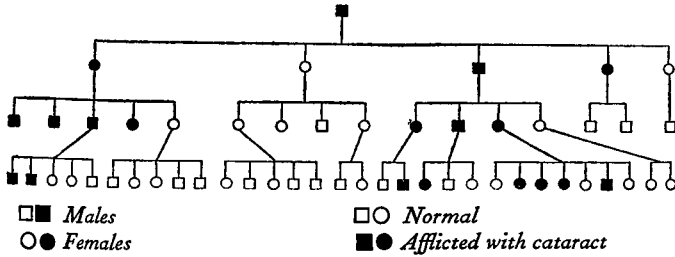 Males
Normal
Females
Afflicted with cataract